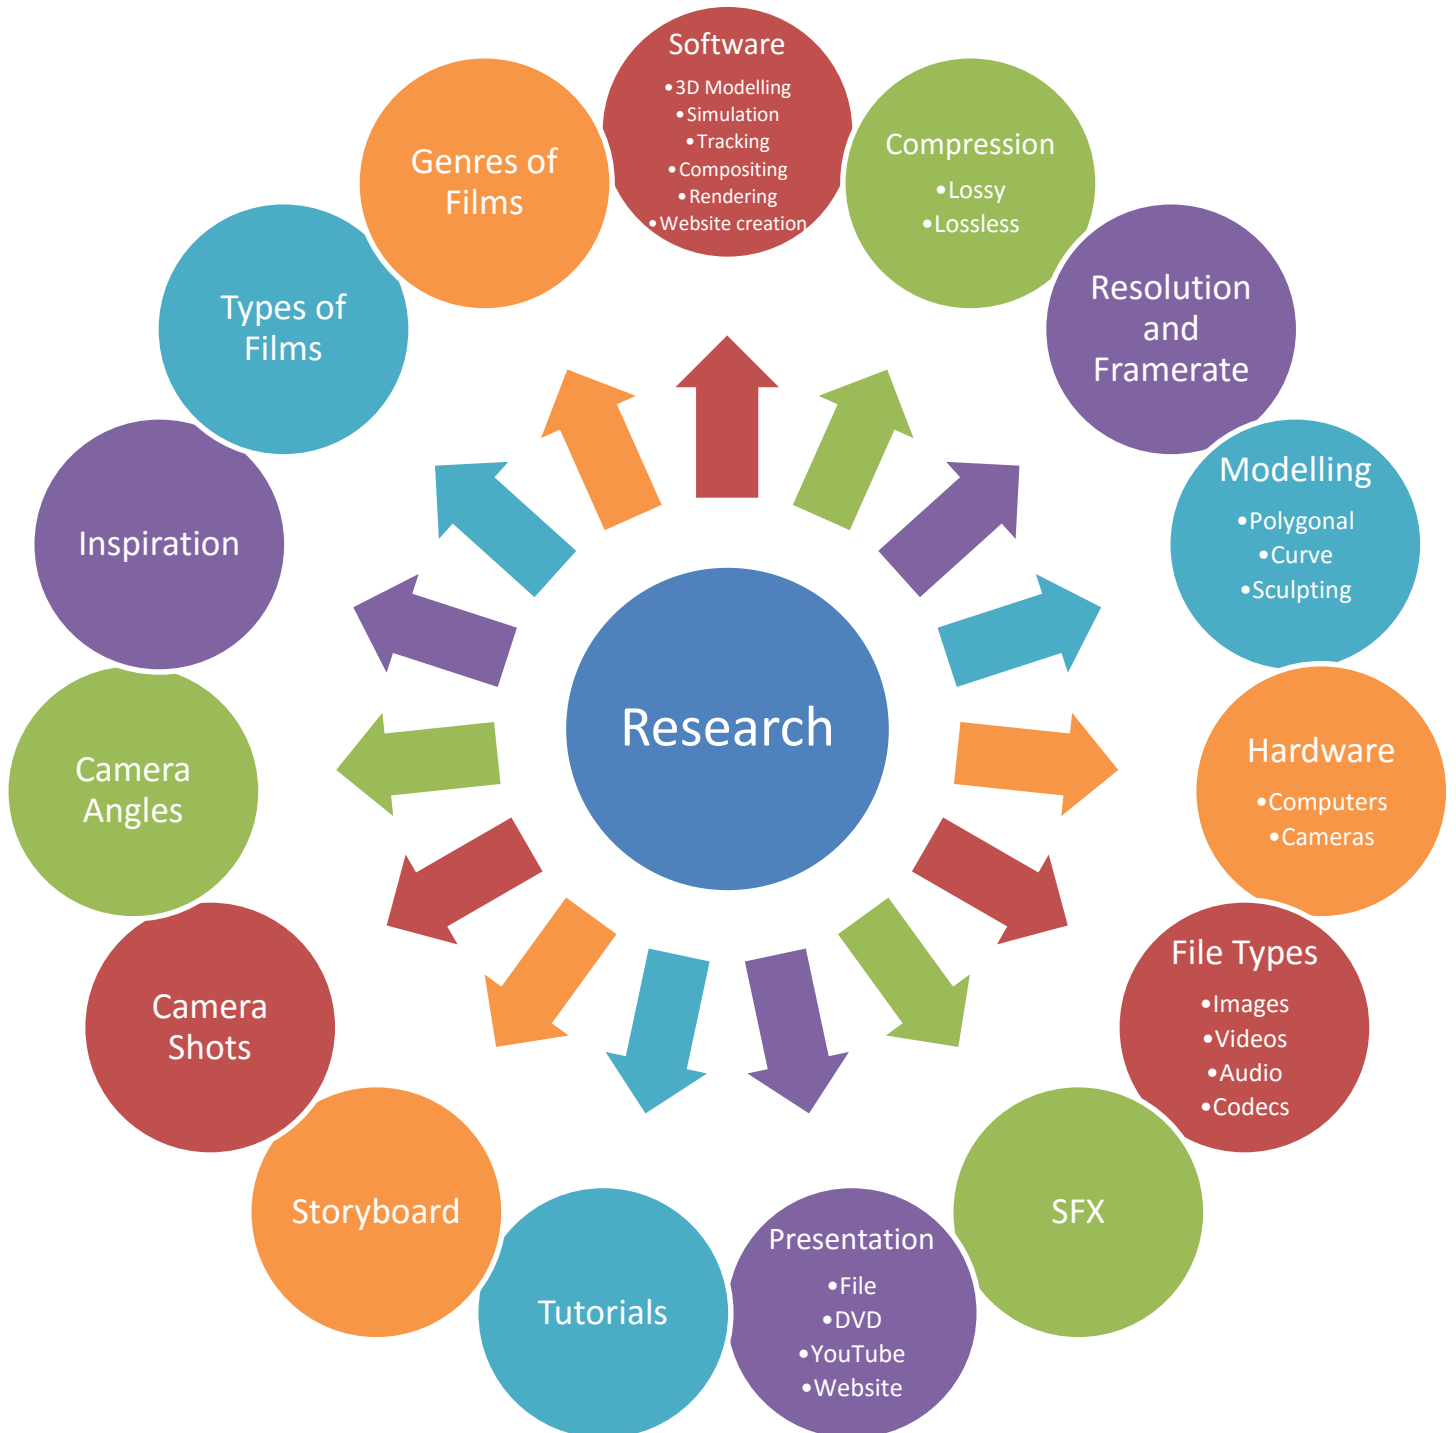 Software
•3D Modelling
•Simulation
•Tracking
•Compositing
•Rendering
•Website creation
Compression
•Lossy
•Lossless
Resolution
and
Framerate
Modelling
•Polygonal
•Curve
•Sculpting
Hardware
•Computers
•Cameras
File Types
•Images
•Videos
•Audio
•Codecs
SFX
Presentation
•File
•DVD
•YouTube
•Website
Tutorials
Storyboard
Camera
Shots
Camera
Angles
Inspiration
Types of
Films
Genres of
Films
Research